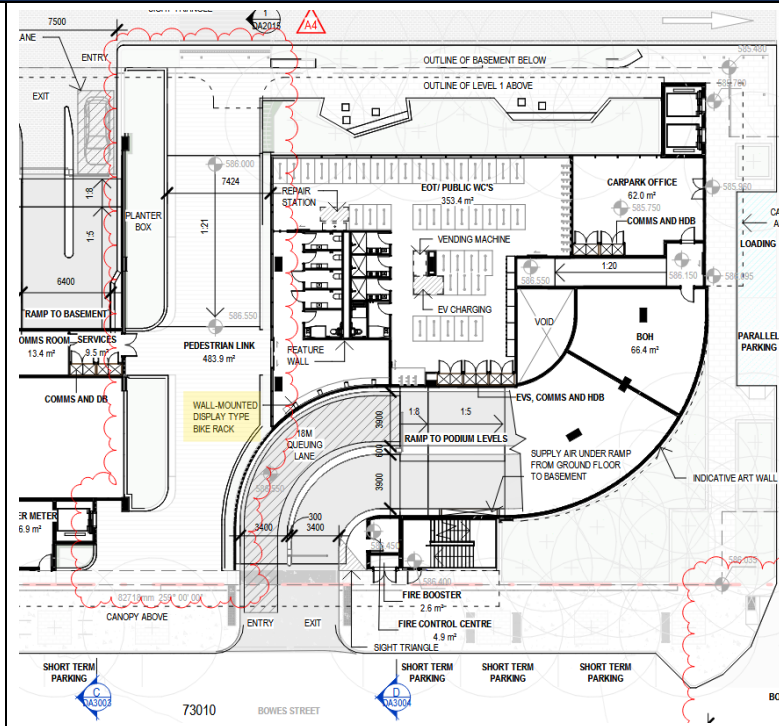 SIGHT TRIANGLE
7500
1
DA2015
A4
LANE
ENTRY
EXIT
OUTLINE OF BASEMENT BELOW
OUTLINE OF LEVEL 1 ABOVE
585.480
585.700
586.000
7424
REPAIR
STATION
EOT/ PUBLIC WC'S
353.4 m²
CARPARK OFFICE
62.0 m²
585.750
COMMS AND HDB
585.960
1:8
1:5
1:21
PLANTER
BOX
VENDING MACHINE
LOADING
6400
586.550
1:20
586.150
RAMP TO BASEMENT
586.550
EV CHARGING
VOID
BOH
66.4 m²
COMMS ROOM
13.4 m²
SERVICES
9.5 m²
PEDESTRIAN LINK
483.9 m²
FEATURE
WALL
PARALLEL
PARKING
COMMS AND DB
WALL-MOUNTED
DISPLAY TYPE
BIKE RACK
EVS, COMMS AND HDB
18M
QUEUING
LANE
3900
1:8
1:5
RAMP TO PODIUM LEVELS
600
SUPPLY AIR UNDER RAMP
FROM GROUND FLOOR
TO BASEMENT
3900
INDICATIVE ART WALL
ER METER
6.9 m²
300
3400
3400
586.450
586.400
586.035
FIRE BOOSTER
2.6 m²
CANOPY ABOVE
ENTRY
EXIT
FIRE CONTROL CENTRE
4.9 m²
SIGHT TRIANGLE
SHORT TERM
PARKING
SHORT TERM
PARKING
SHORT TERM
PARKING
SHORT TERM
PARKING
C
DA3003
D
DA3004
73010
BOWES STREET